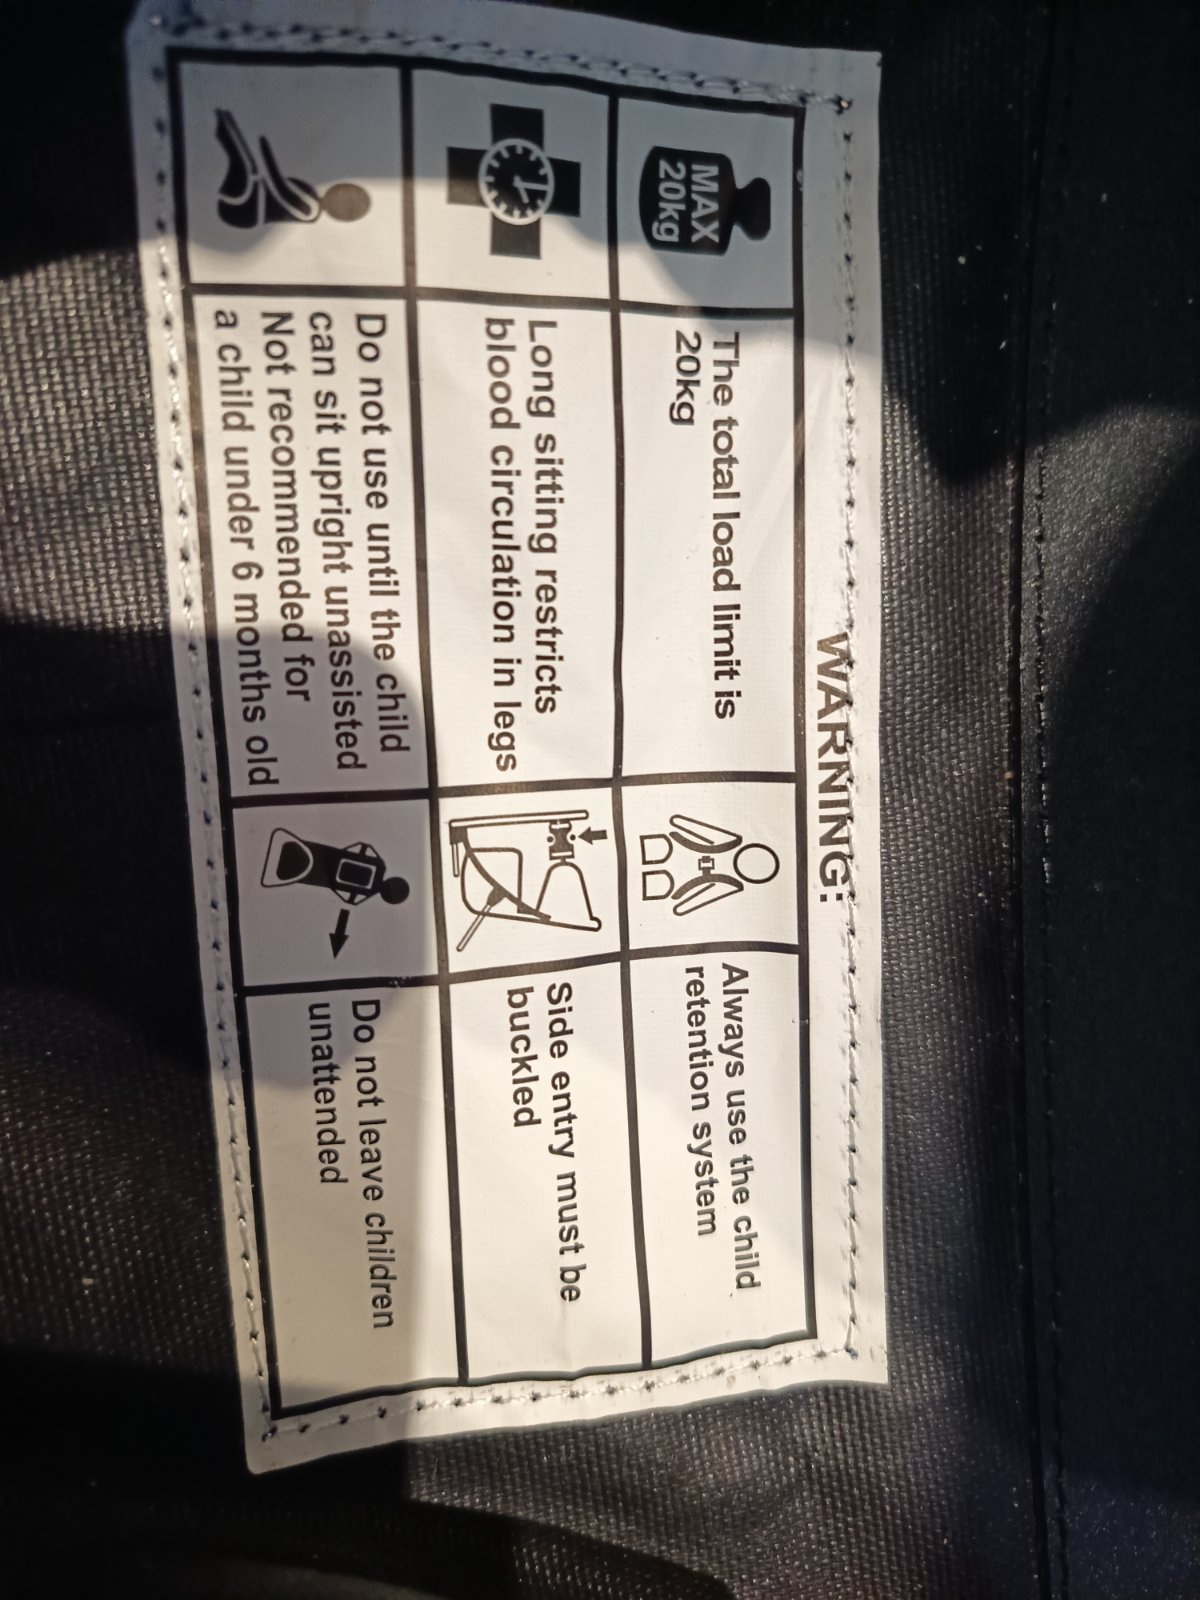 WARNING:
MAX
20kg
The total load limit is
20kg
Always use the child
retention system
Long sitting restricts
blood circulation in legs
Side entry must be
buckled
Do not use until the child
can sit upright unassisted
Not recommended for
a child under 6 months old
Do not leave children
unattended